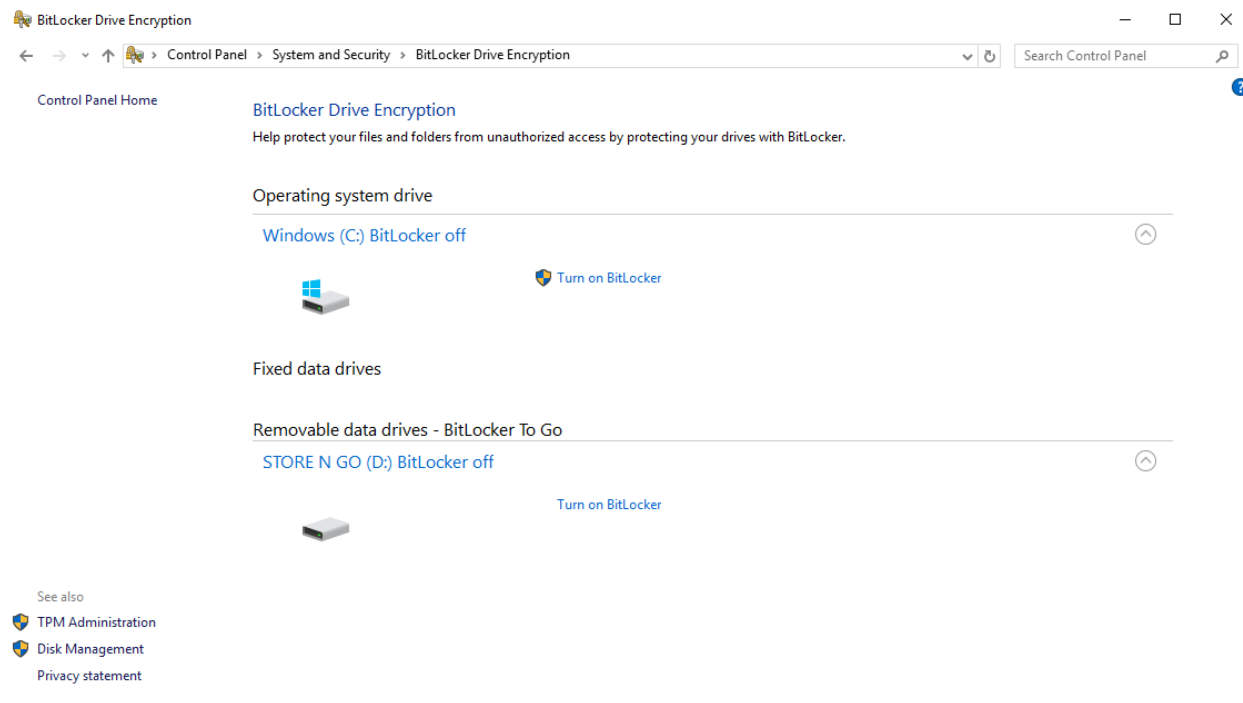 BitLocker Drive Encryption
Control Panel > System and Security > BitLocker Drive Encryption
Search Control Panel
Control Panel Home
BitLocker Drive Encryption
Help protect your files and folders from unauthorized access by protecting your drives with BitLocker.
Operating system drive
Windows (C:) BitLocker off
Turn on BitLocker
Fixed data drives
Removable data drives - BitLocker To Go
STORE N GO (D:) BitLocker off
Turn on BitLocker
See also
TPM Administration
Disk Management
Privacy statement